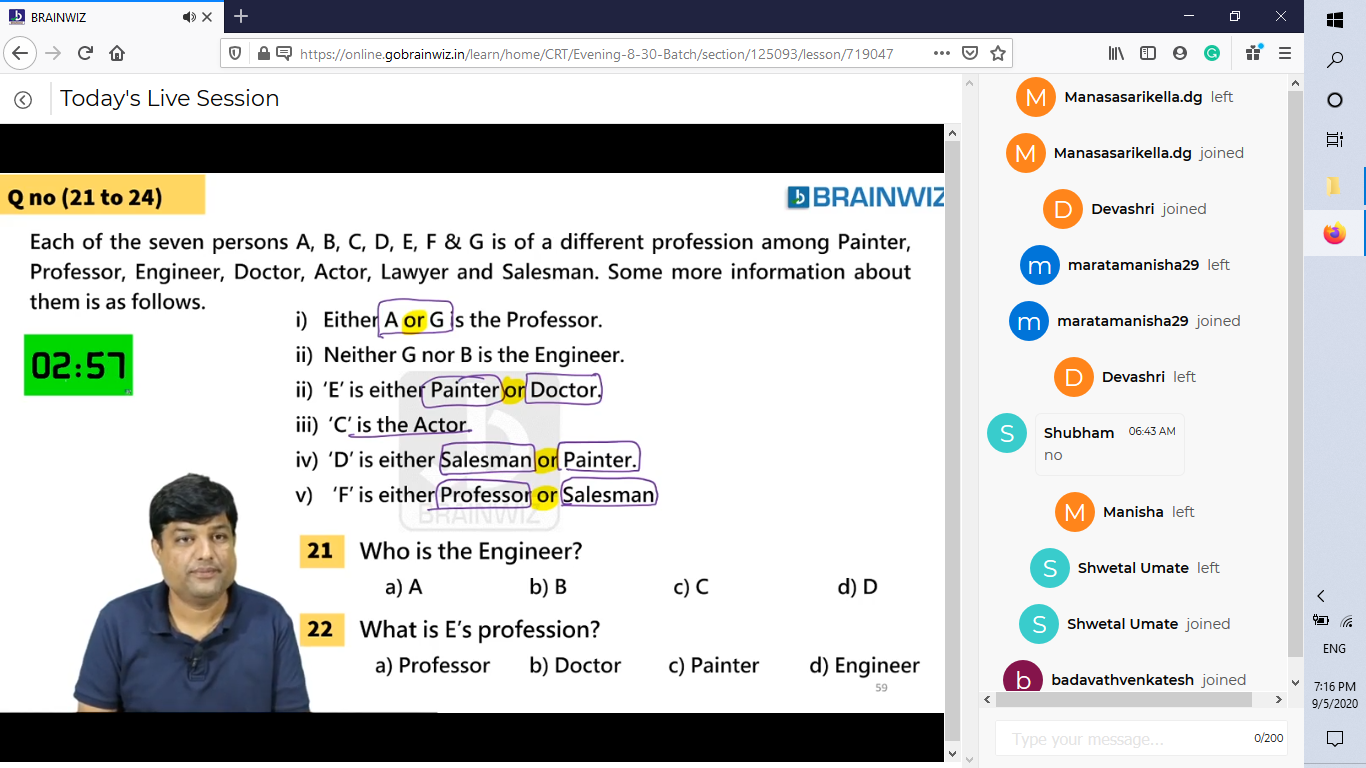 BRAINWIZ
https://online.gobrainwiz.in/learn/home/CRT/Evening-8-30-Batch/section/125093/lesson/719047
Today's Live Session
Q no (21 to 24)
BRAINWIZ
Each of the seven persons A, B, C, D, E, F & G is of a different profession among Painter,
Professor, Engineer, Doctor, Actor, Lawyer and Salesman. Some more information about
them is as follows.
i) Either A or G is the Professor.
ii) Neither G nor B is the Engineer.
02:57
ii) ‘E’ is either Painter or Doctor.
iii) ‘C’ is the Actor.
iv) ‘D’ is either Salesman or Painter.
v) ‘F’ is either Professor or Salesman
BRAINWIZ
21 Who is the Engineer?
a) A b) B c) C d) D
22 What is E’s profession?
a) Professor b) Doctor c) Painter d) Engineer
59
M Manasasarikella.dg left
M Manasasarikella.dg joined
D Devashri joined
m maratamanisha29 left
m maratamanisha29 joined
D Devashri left
S Shubham 06:43 AM
no
M Manisha left
S Shwetal Umate left
S Shwetal Umate joined
b badavathvenkatesh joined
Type your message... 0/200
ENG
7:16 PM
9/5/2020